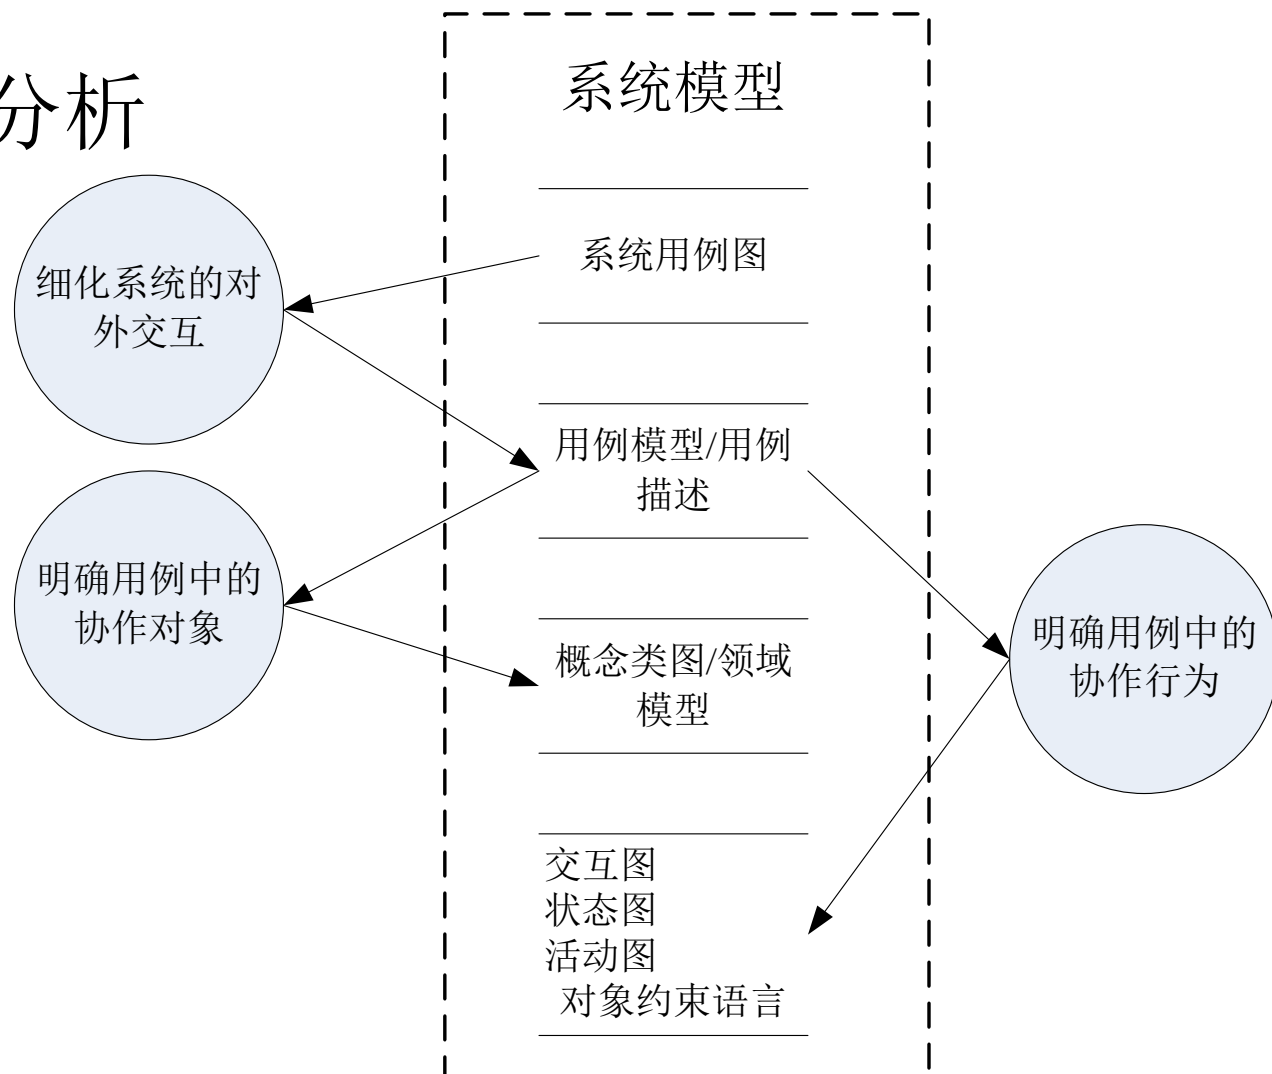 分析
系统模型
系统用例图
细化系统的对
外交互
用例模型/用例
描述
明确用例中的
协作对象
概念类图/领域
模型
明确用例中的
协作行为
交互图
状态图
活动图
对象约束语言